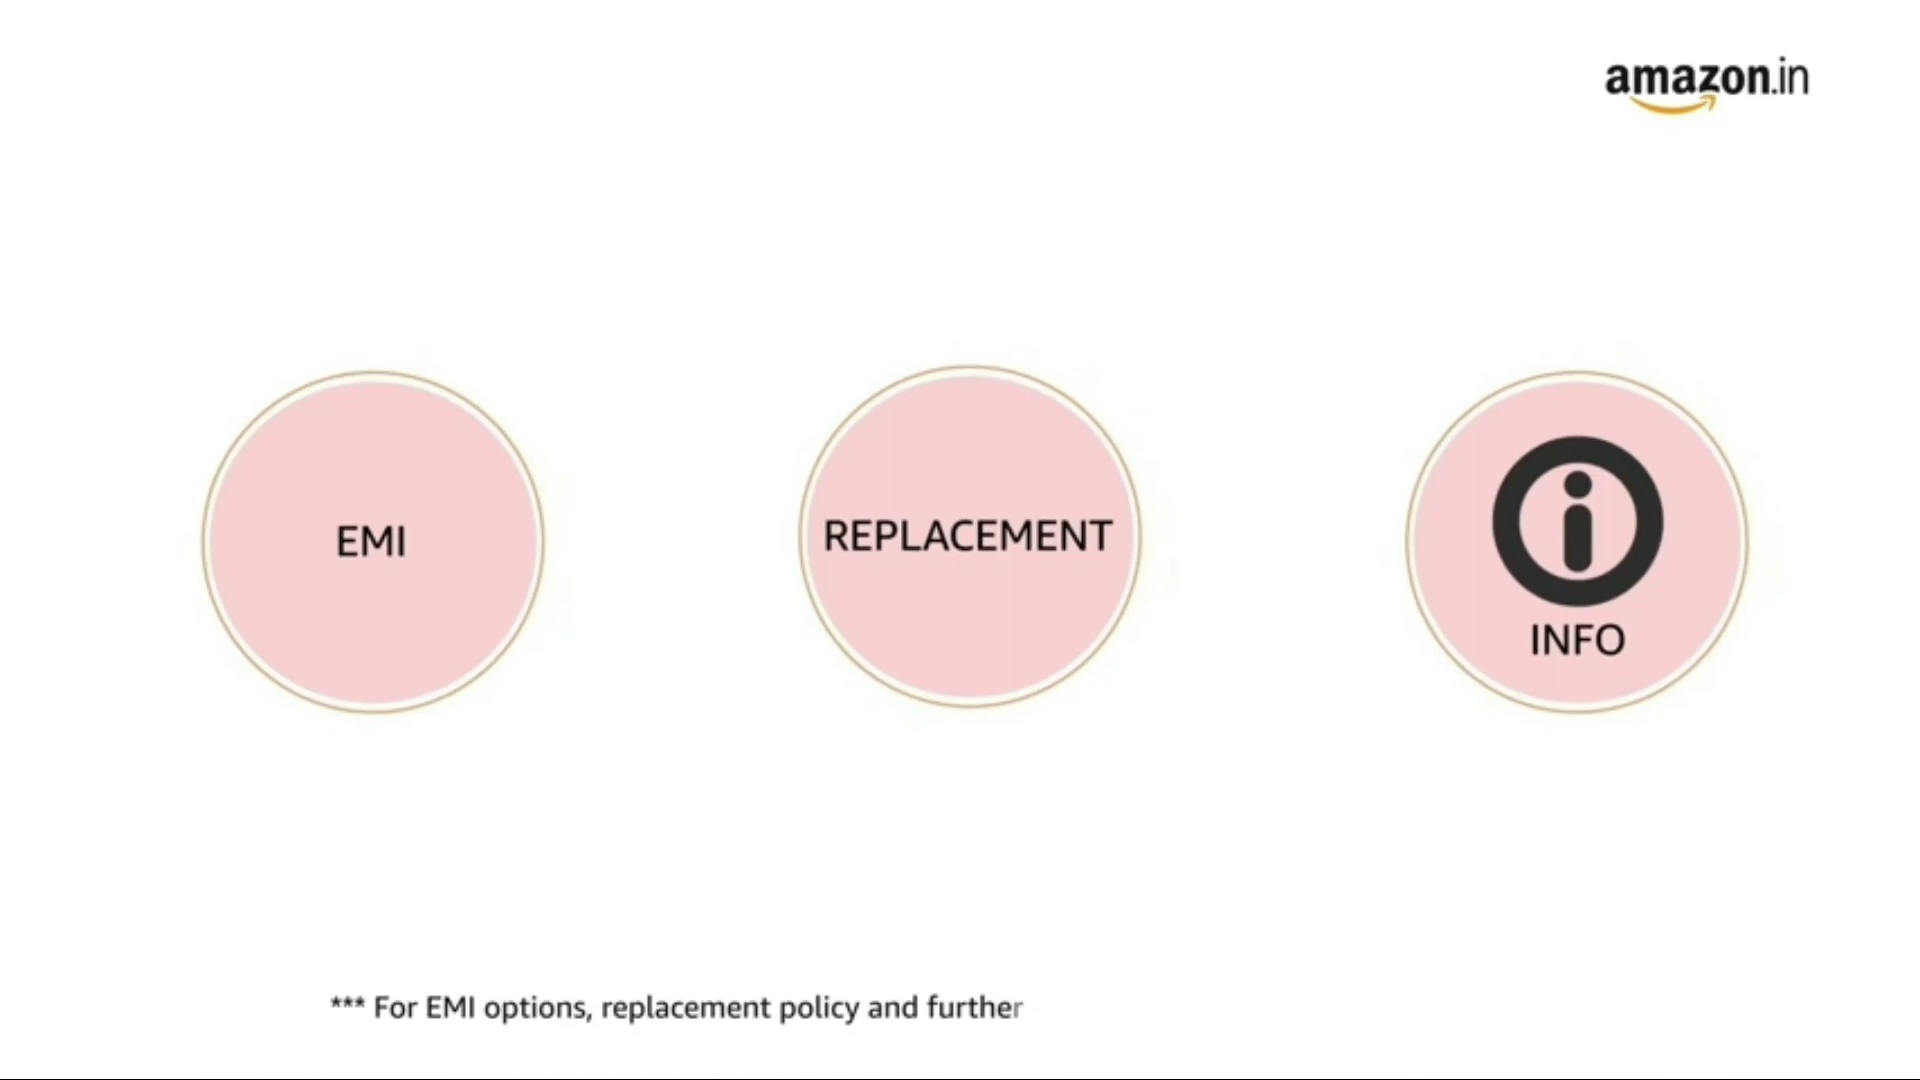 amazon.in
EMI
REPLACEMENT
INFO
*** For EMI options, replacement policy and further